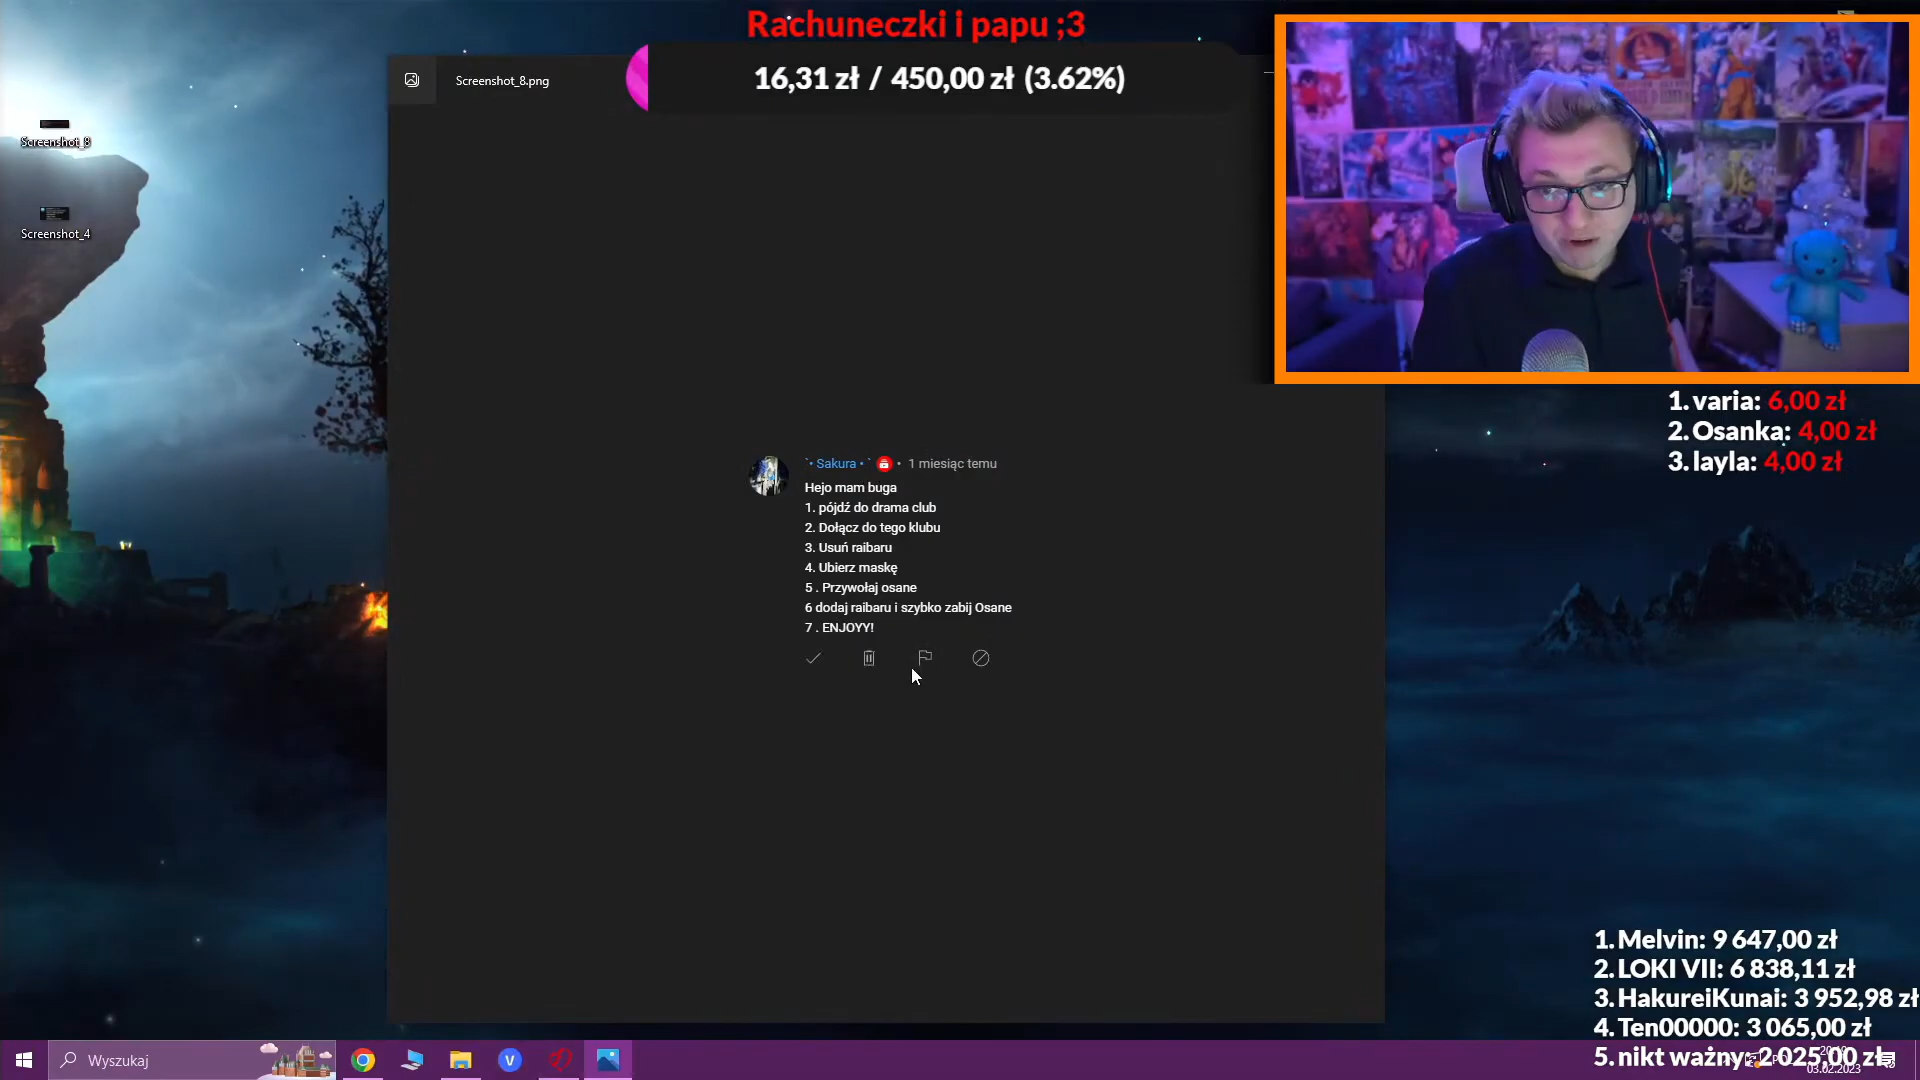 Rachuneczki i papu ;3
16,31 zł / 450,00 zł (3.62%)
Screenshot_8.png
Screenshot_8
Screenshot_4
1. varia: 6,00 zł
2. Osanka: 4,00 zł
3. layla: 4,00 zł
`• Sakura • ` • 1 miesiąc temu
Hejo mam buga
1. pójdź do drama club
2. Dołącz do tego klubu
3. Usuń raibaru
4. Ubierz maskę
5 . Przywołaj osane
6 dodaj raibaru i szybko zabij Osane
7 . ENJOYY!
1. Melvin: 9 647,00 zł
2. LOKI VII: 6 838,11 zł
3. HakureiKunai: 3 952,98 zł
4. Ten00000: 3 065,00 zł
5. nikt ważny: 2 025,00 zł
Wyszukaj
03.02.2023